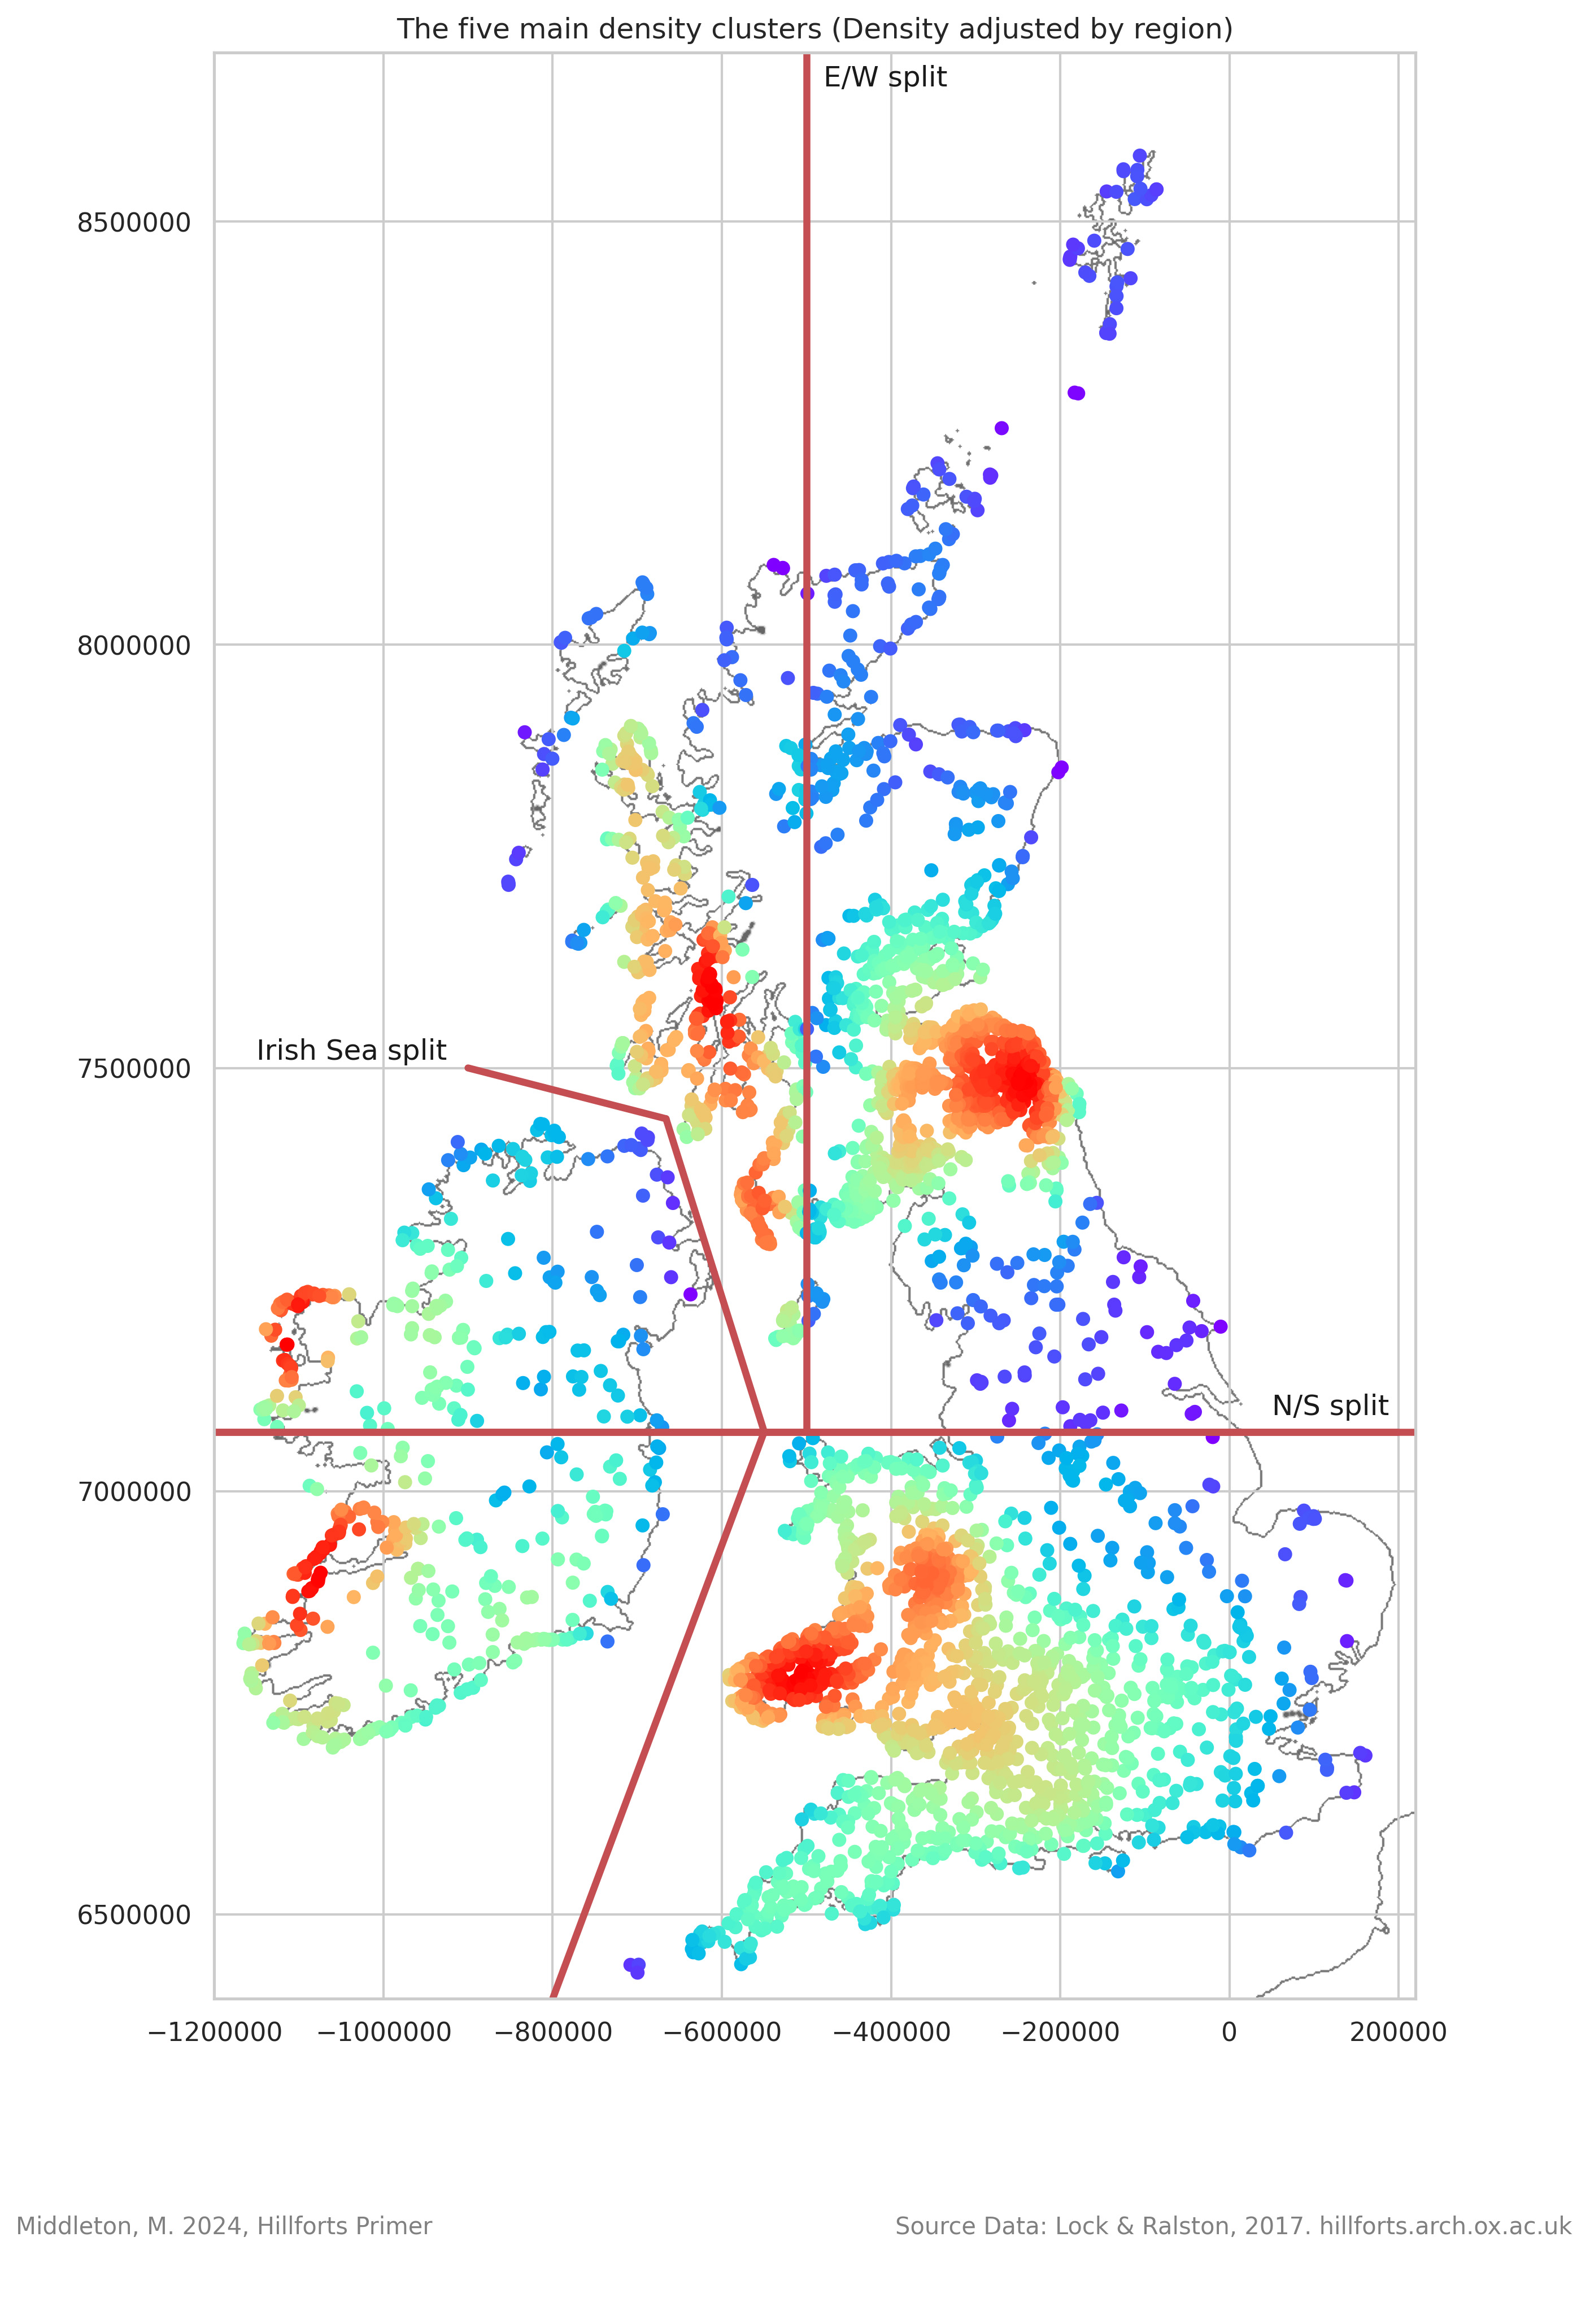 The five main density clusters (Density adjusted by region)
E/W split
8500000
8000000
Irish Sea split
7500000
N/S split
7000000
6500000
−1200000 −1000000 −800000 −600000 −400000 −200000 0 200000
Middleton, M. 2024, Hillforts Primer
Source Data: Lock & Ralston, 2017. hillforts.arch.ox.ac.uk